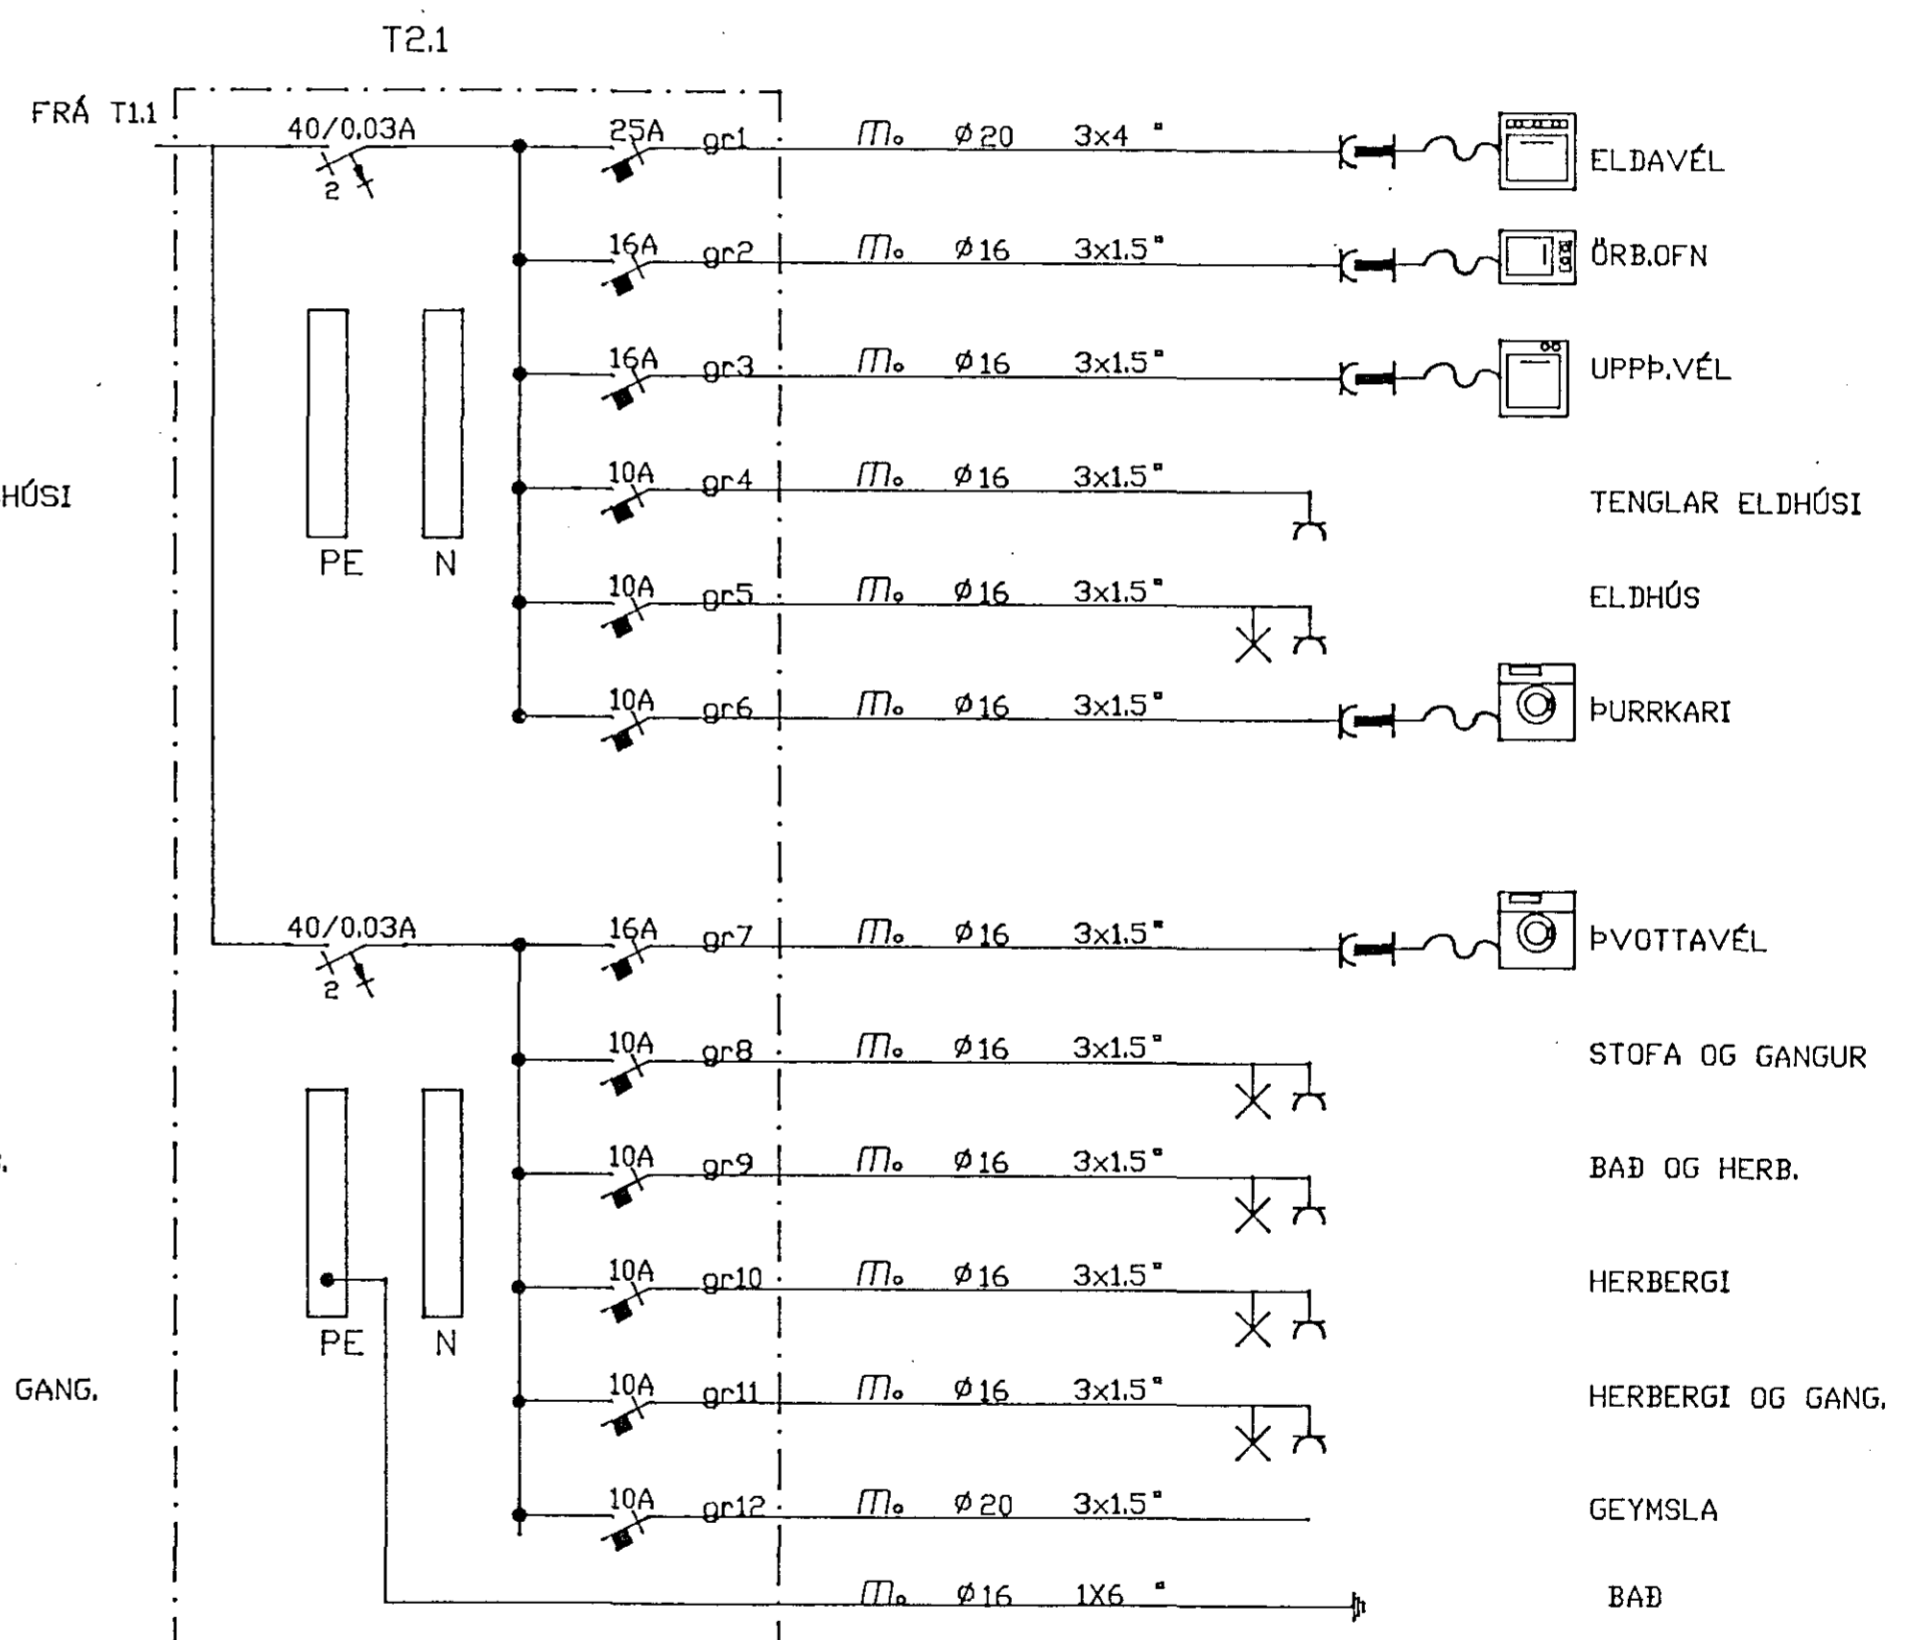 T2.1
FRÁ T1.1
40/0.03A
2
25A gr1 m. ø20 3x4 " ELDAVÉL
16A gr2 m. ø16 3x1.5" ÖRB.OFN
16A gr3 m. ø16 3x1.5" UPPÞ.VÉL
10A gr4 m. ø16 3x1.5" TENGLAR ELDHÚSI
HÚSI
PE N
10A gr5 m. ø16 3x1.5" ELDHÚS
10A gr6 m. ø16 3x1.5" ÞURRKARI
40/0.03A
2
16A gr7 m. ø16 3x1.5" ÞVOTTAVÉL
10A gr8 m. ø16 3x1.5" STOFA OG GANGUR
10A gr9 m. ø16 3x1.5" BAÐ OG HERB.
10A gr10 m. ø16 3x1.5" HERBERGI
PE N
GANG.
10A gr11 m. ø16 3x1.5" HERBERGI OG GANG.
10A gr12 m. ø20 3x1.5" GEYMSLA
m. ø16 1X6 " BAÐ